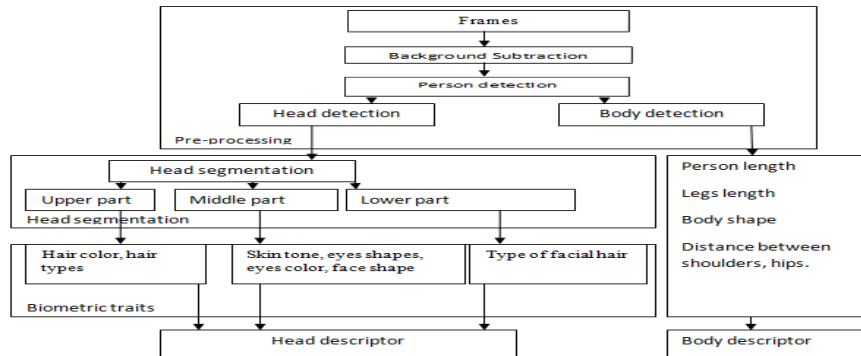 Frames
Background Subtraction
Person detection
Head detection
Body detection
Pre-processing
Head segmentation
Upper part
Middle part
Lower part
Head segmentation
Person length
Legs length
Body shape
Distance between
shoulders, hips.
Hair color, hair
types
Skin tone, eyes shapes,
eyes color, face shape
Type of facial hair
Biometric traits
Head descriptor
Body descriptor